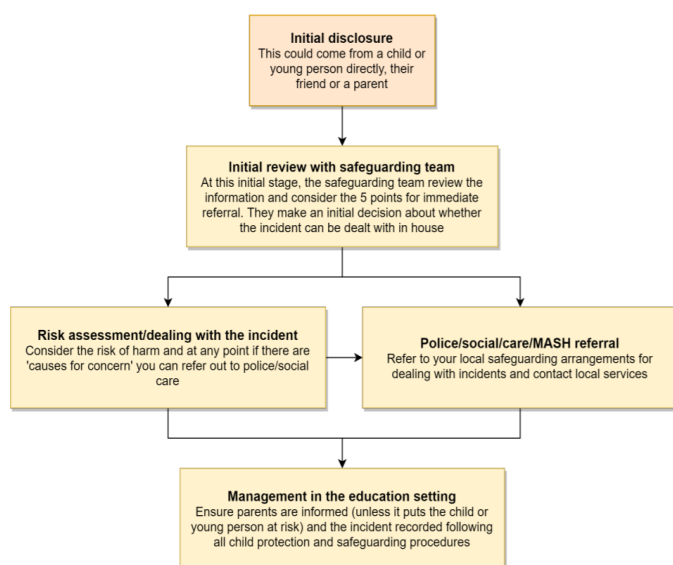 Initial disclosure
This could come from a child or
young person directly, their
friend or a parent
Initial review with safeguarding team
At this initial stage, the safeguarding team review the
information and consider the 5 points for immediate
referral. They make an initial decision about whether
the incident can be dealt with in house
Risk assessment/dealing with the incident
Consider the risk of harm and at any point if there are
'causes for concern' you can refer out to police/social
care
Police/social/care/MASH referral
Refer to your local safeguarding arrangements for
dealing with incidents and contact local services
Management in the education setting
Ensure parents are informed (unless it puts the child or
young person at risk) and the incident recorded following
all child protection and safeguarding procedures